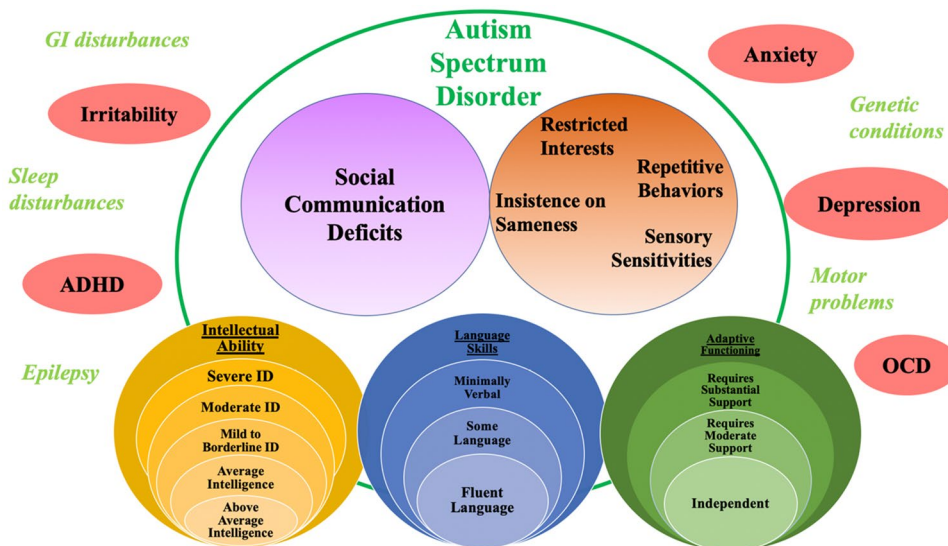 GI disturbances
Irritability
Sleep
disturbances
ADHD
Epilepsy
Autism
Spectrum
Disorder
Social
Communication
Deficits
Restricted
Interests
Repetitive
Behaviors
Insistence on
Sameness
Sensory
Sensitivities
Anxiety
Genetic
conditions
Depression
Motor
problems
OCD
Intellectual
Ability
Severe ID
Moderate ID
Mild to
Borderline ID
Average
Intelligence
Above
Average
Intelligence
Language
Skills
Minimally
Verbal
Some
Language
Fluent
Language
Adaptive
Functioning
Requires
Substantial
Support
Requires
Moderate
Support
Independent